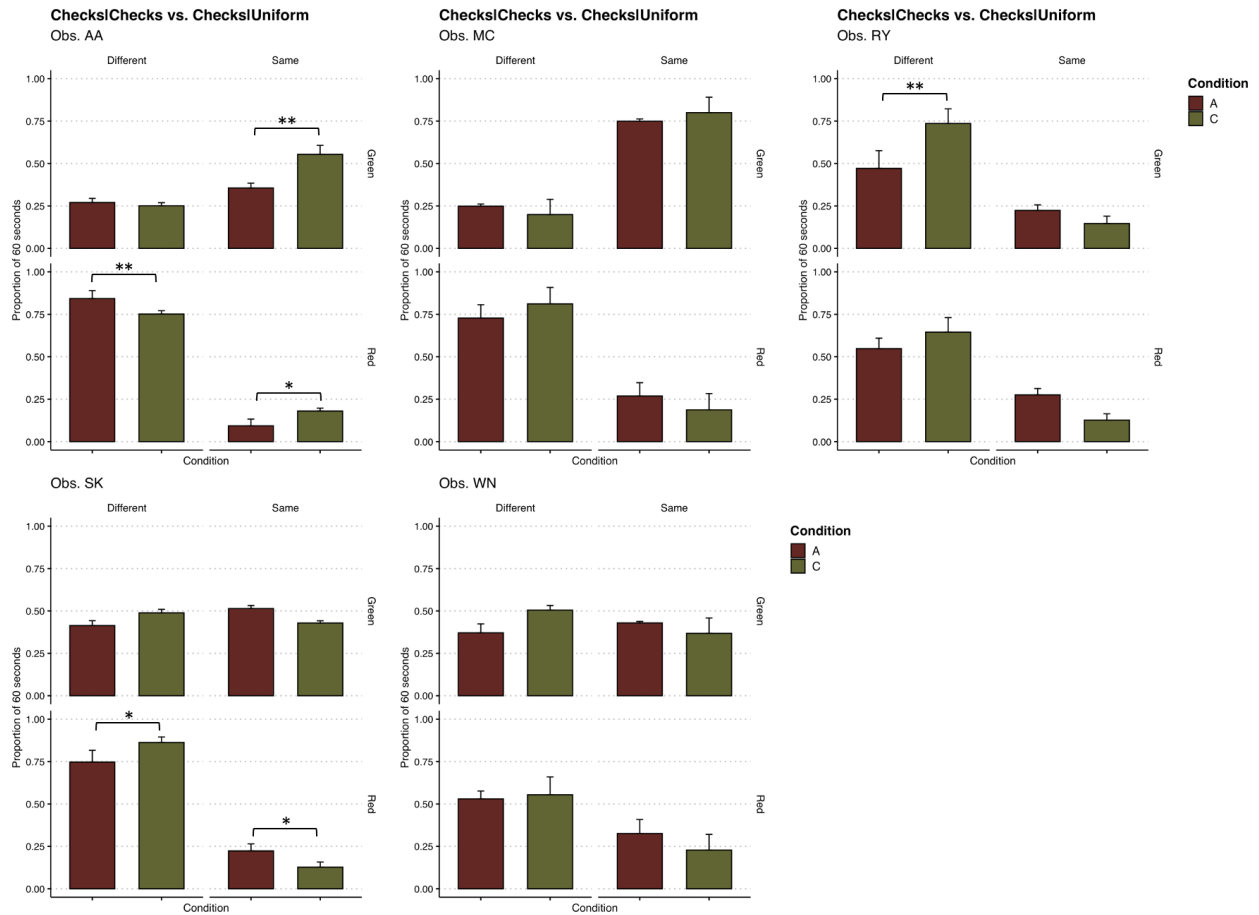 Checks|Checks vs. Checks|Uniform
Obs. AA
Different Same
1.00
0.75
0.50
0.25
0.00
**
Green
1.00
0.75
0.50
0.25
0.00
**
*
Red
Proportion of 60 seconds
Condition
Checks|Checks vs. Checks|Uniform
Obs. MC
Different Same
1.00
0.75
0.50
0.25
0.00
Green
1.00
0.75
0.50
0.25
0.00
Red
Proportion of 60 seconds
Condition
Checks|Checks vs. Checks|Uniform
Obs. RY
Different Same
1.00
0.75
0.50
0.25
0.00
**
Green
1.00
0.75
0.50
0.25
0.00
Red
Proportion of 60 seconds
Condition
Condition
A
C
Obs. SK
Different Same
1.00
0.75
0.50
0.25
0.00
Green
1.00
0.75
0.50
0.25
0.00
*
*
Red
Proportion of 60 seconds
Condition
Obs. WN
Different Same
1.00
0.75
0.50
0.25
0.00
Green
1.00
0.75
0.50
0.25
0.00
Red
Proportion of 60 seconds
Condition
Condition
A
C